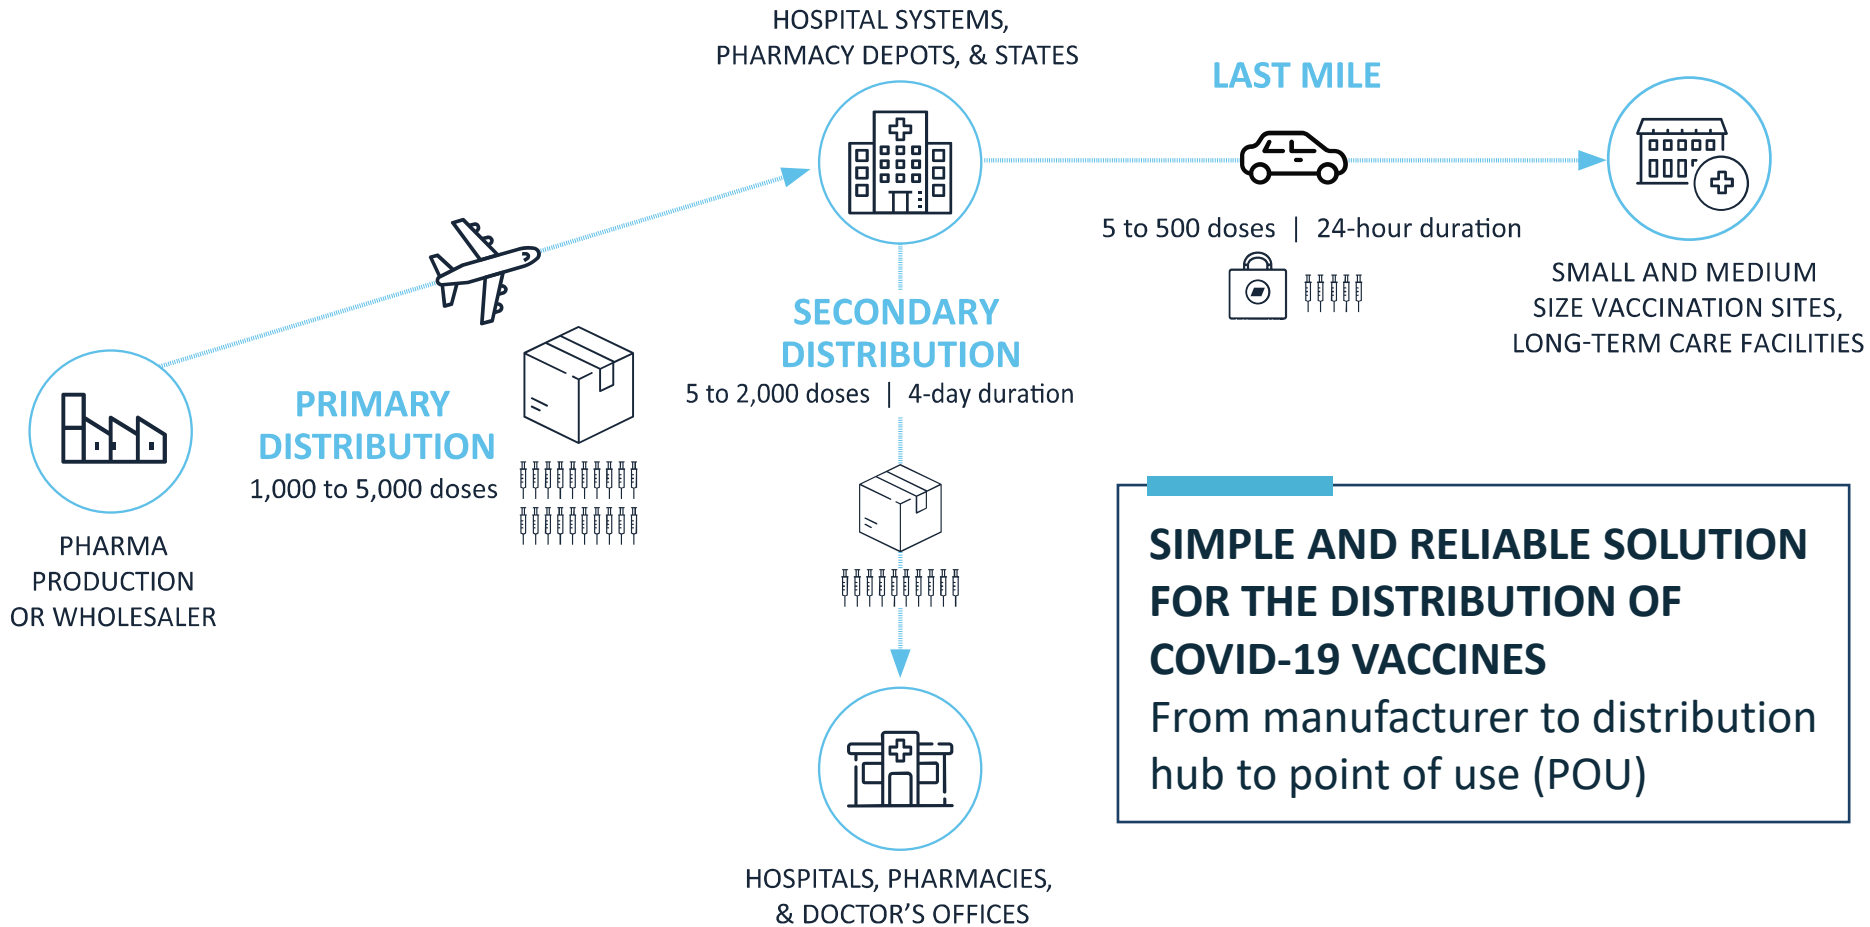 HOSPITAL SYSTEMS,
PHARMACY DEPOTS, & STATES
LAST MILE
5 to 500 doses | 24-hour duration
SMALL AND MEDIUM
SIZE VACCINATION SITES,
LONG-TERM CARE FACILITIES
SECONDARY
DISTRIBUTION
5 to 2,000 doses | 4-day duration
PRIMARY
DISTRIBUTION
1,000 to 5,000 doses
PHARMA
PRODUCTION
OR WHOLESALER
SIMPLE AND RELIABLE SOLUTION
FOR THE DISTRIBUTION OF
COVID-19 VACCINES
From manufacturer to distribution
hub to point of use (POU)
HOSPITALS, PHARMACIES,
& DOCTOR’S OFFICES